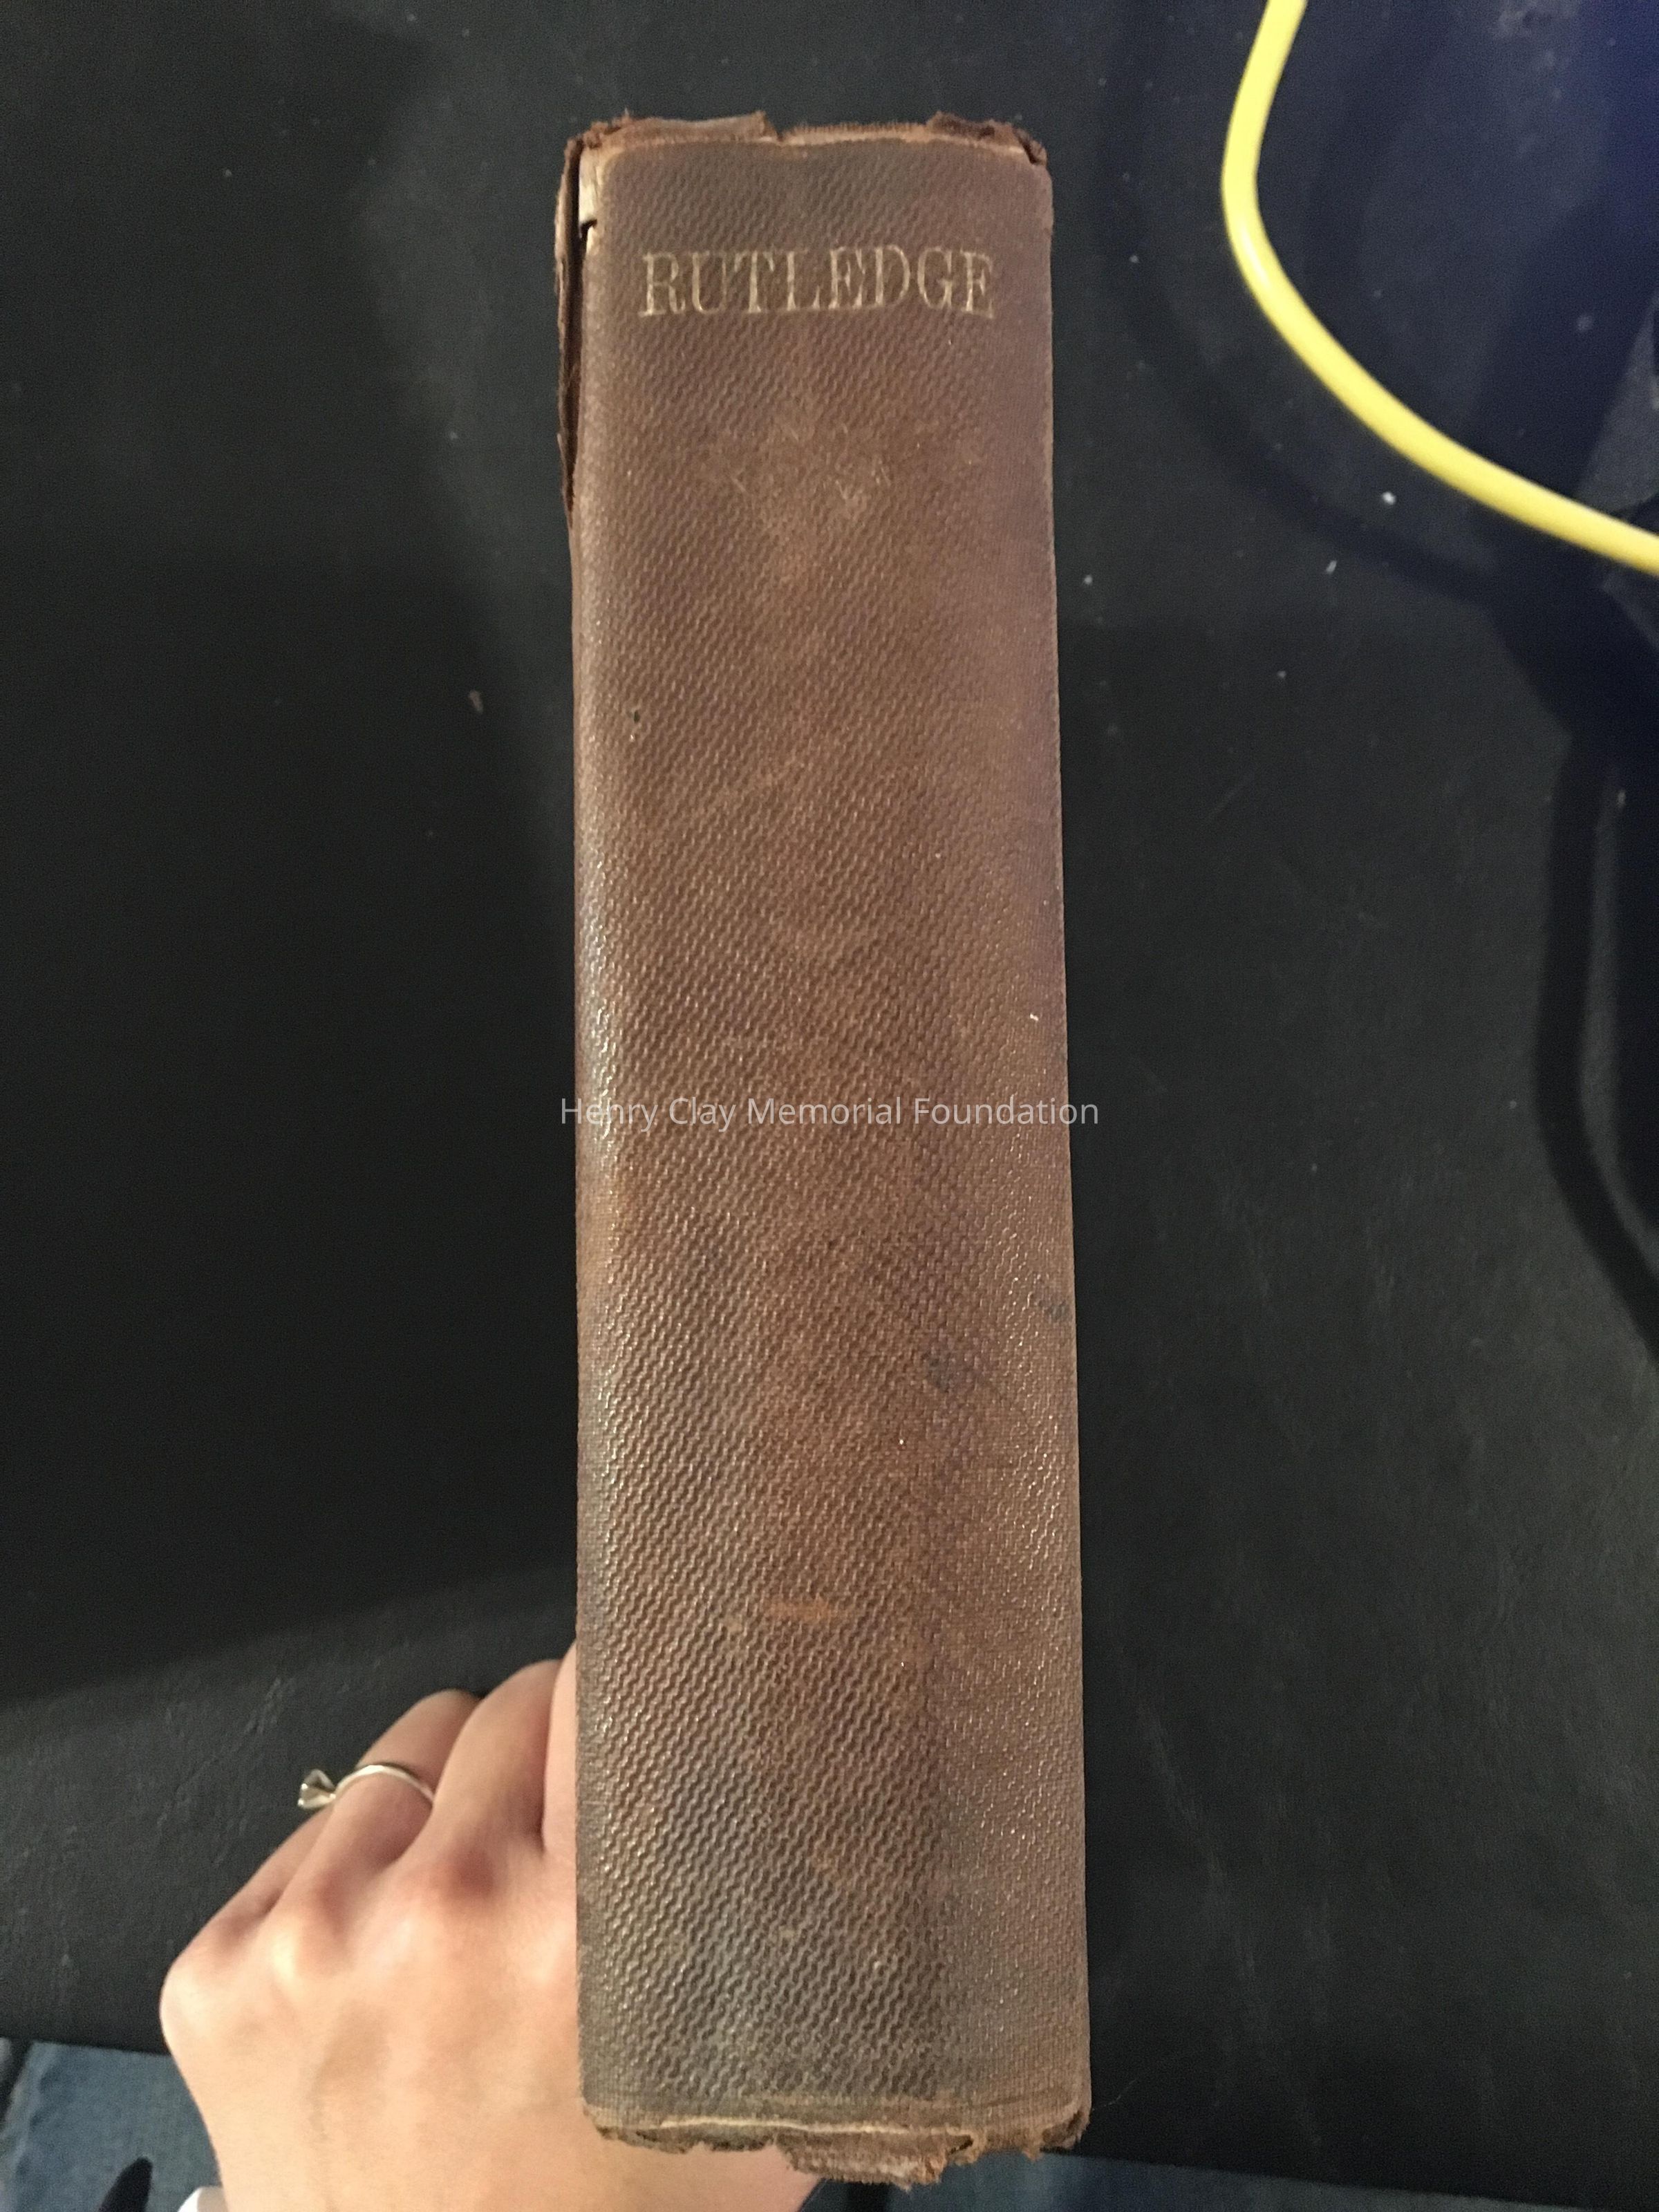 RUTLEDGE
Henry Clay Memorial Foundation